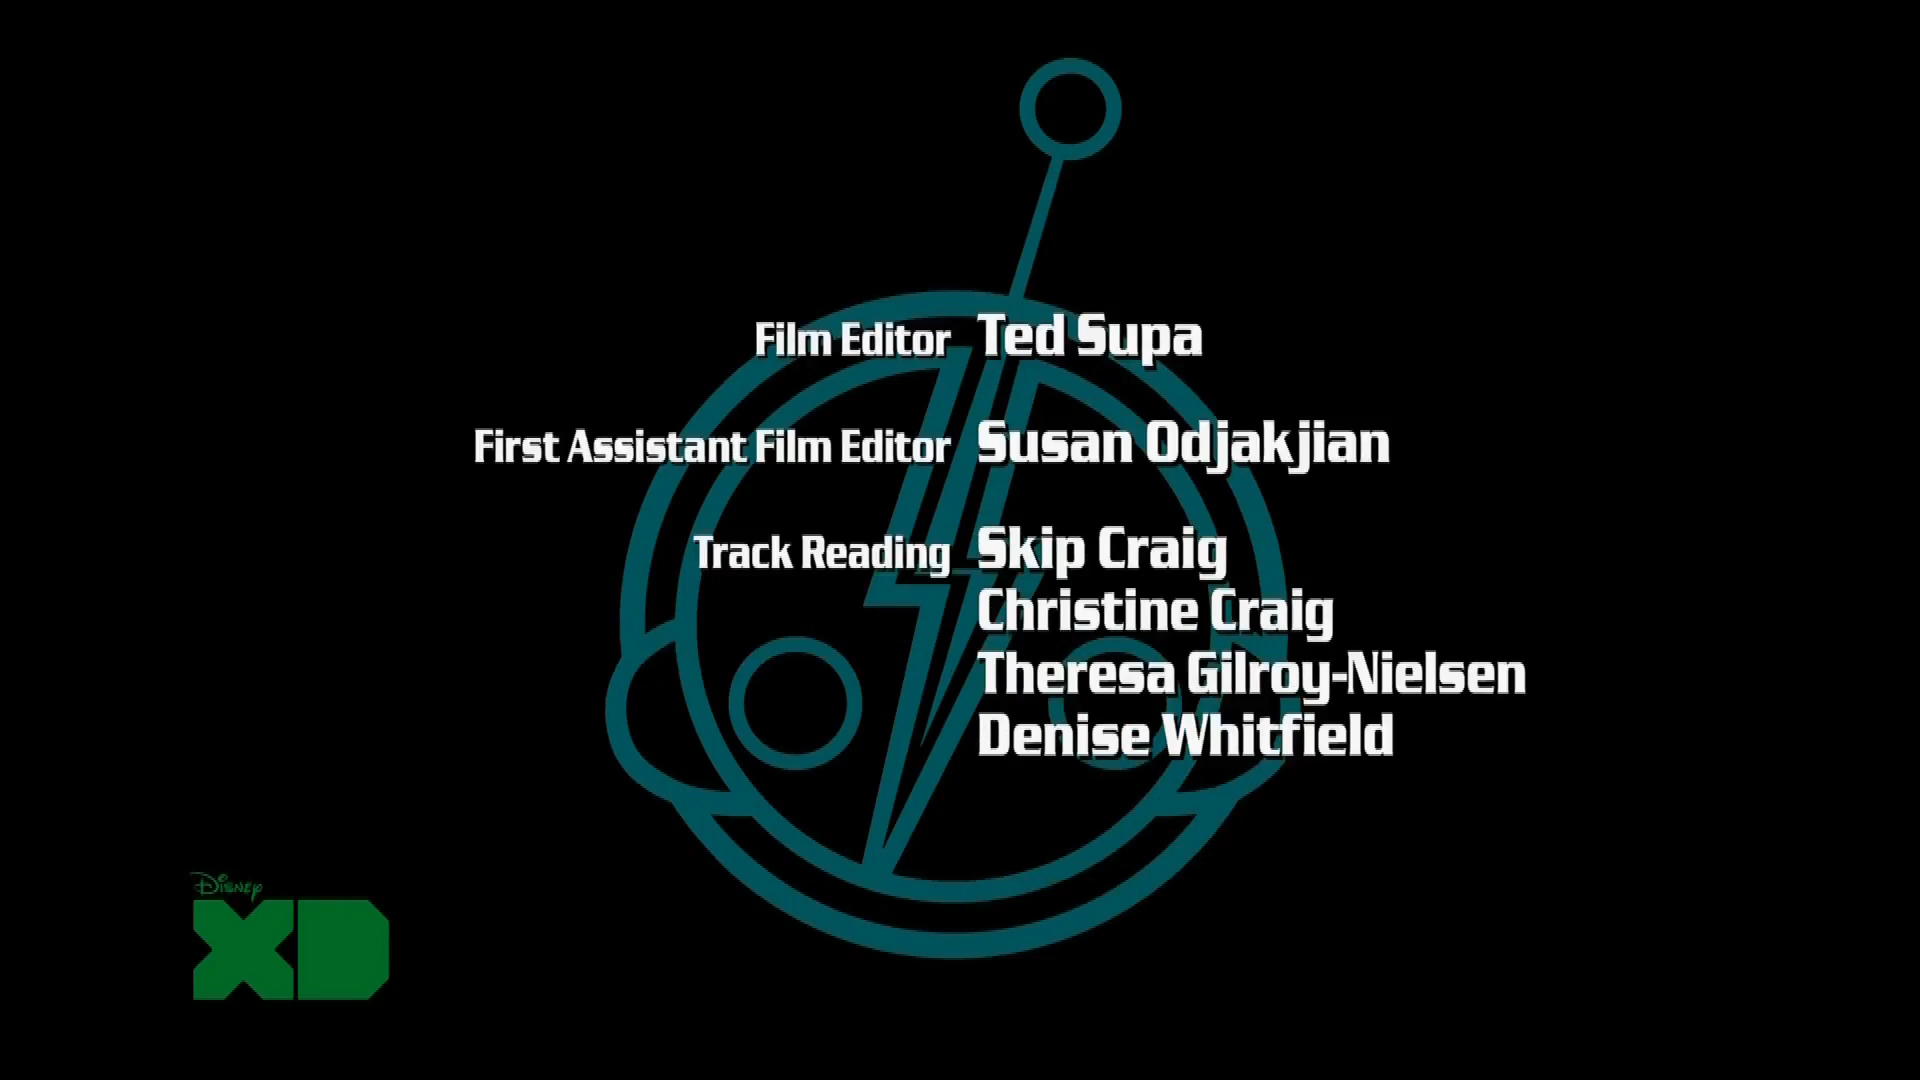 Film Editor Ted Supa
First Assistant Film Editor Susan Odjakjian
Track Reading Skip Craig
Christine Craig
Theresa Gilroy-Nielsen
Denise Whitfield
Disney
XD